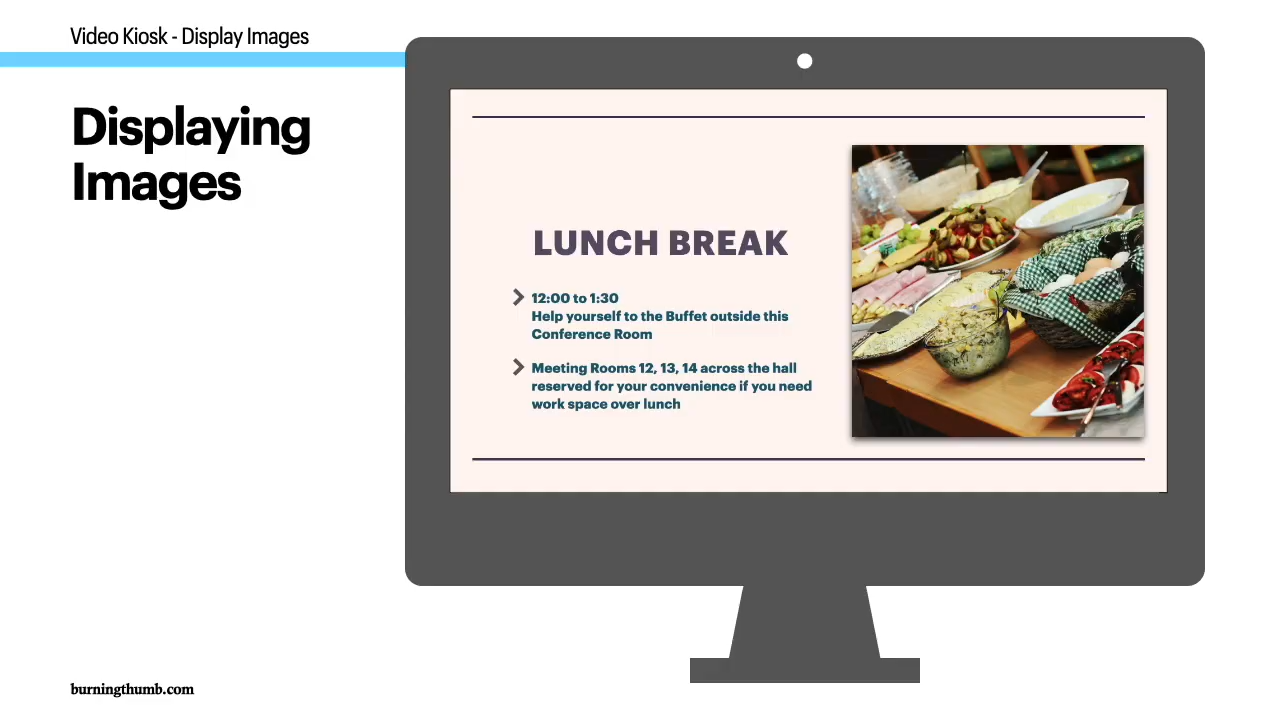 Video Kiosk - Display Images
Displaying
Images
LUNCH BREAK
12:00 to 1:30
Help yourself to the Buffet outside this
Conference Room
Meeting Rooms 12, 13, 14 across the hall
reserved for your convenience if you need
work space over lunch
burningthumb.com